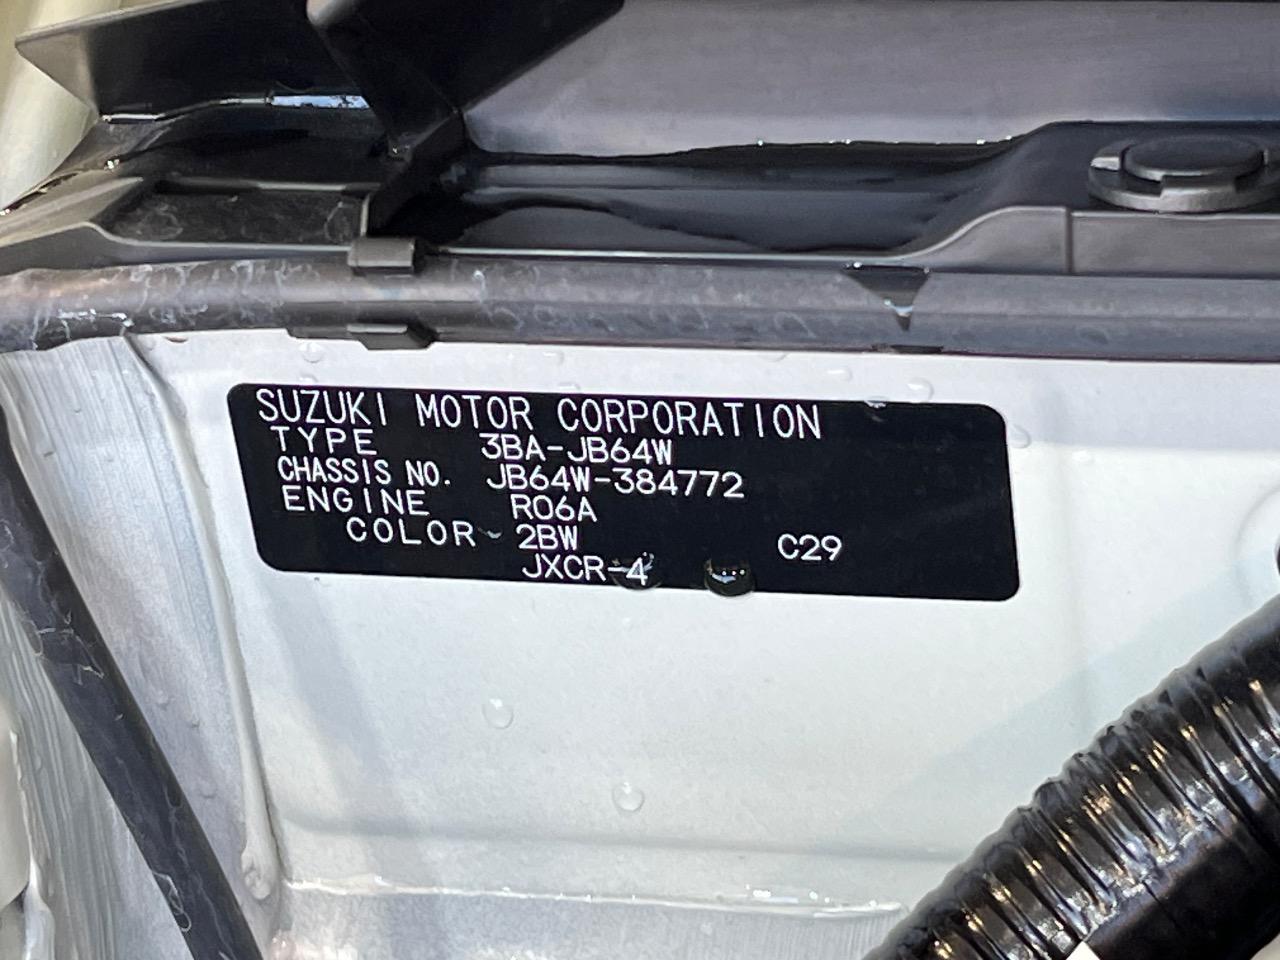 SUZUKI MOTOR CORPORATION
TYPE 3BA-JB64W
CHASSIS NO. JB64W-384772
ENGINE R06A
COLOR 2BW C29
JXCR-4